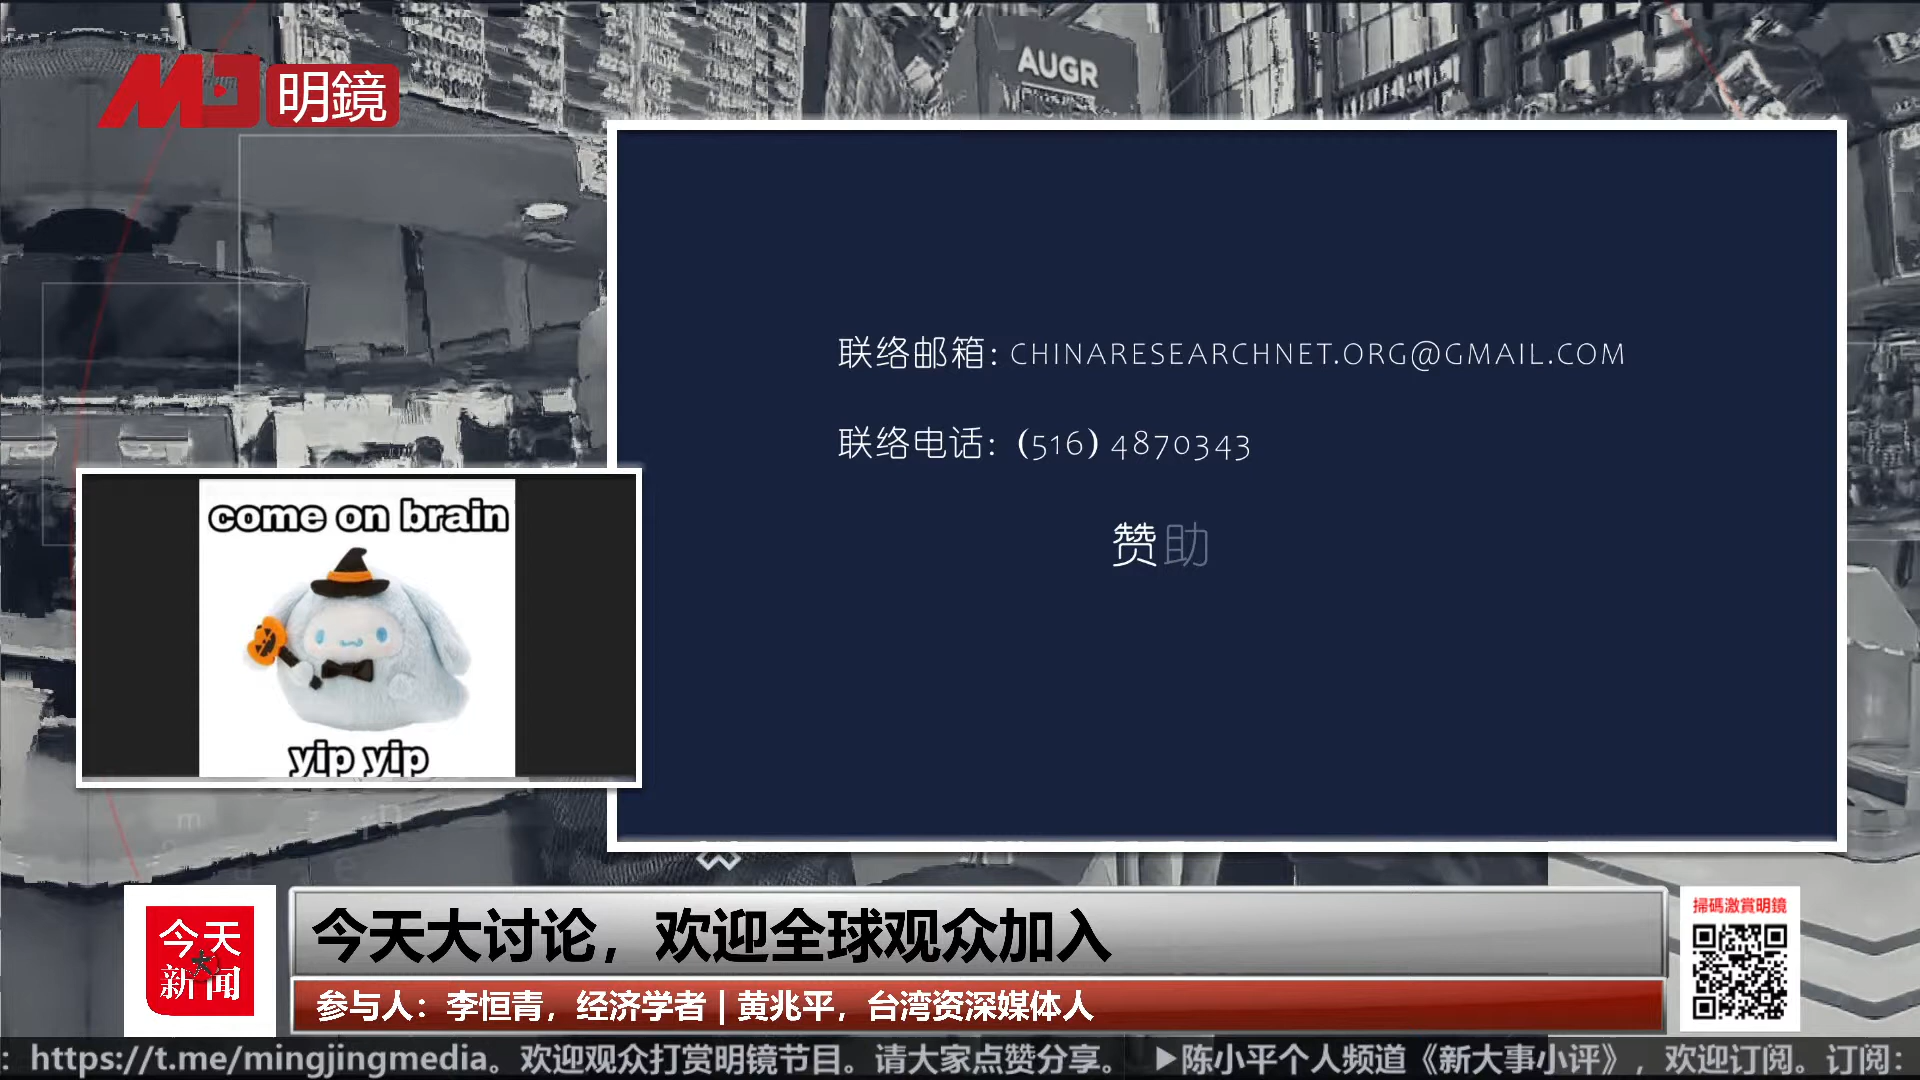 AUGR
明鏡
联络邮箱: CHINARESEARCHNET.ORG@GMAIL.COM
联络电话: (516) 4870343
赞助
come on brain
yip yip
今天大新闻
今天大讨论，欢迎全球观众加入
参与人：李恒青，经济学者 | 黄兆平，台湾资深媒体人
掃碼激賞明鏡
: https://t.me/mingjingmedia。欢迎观众打赏明镜节目。请大家点赞分享。 ▶陈小平个人频道《新大事小评》，欢迎订阅。订阅: